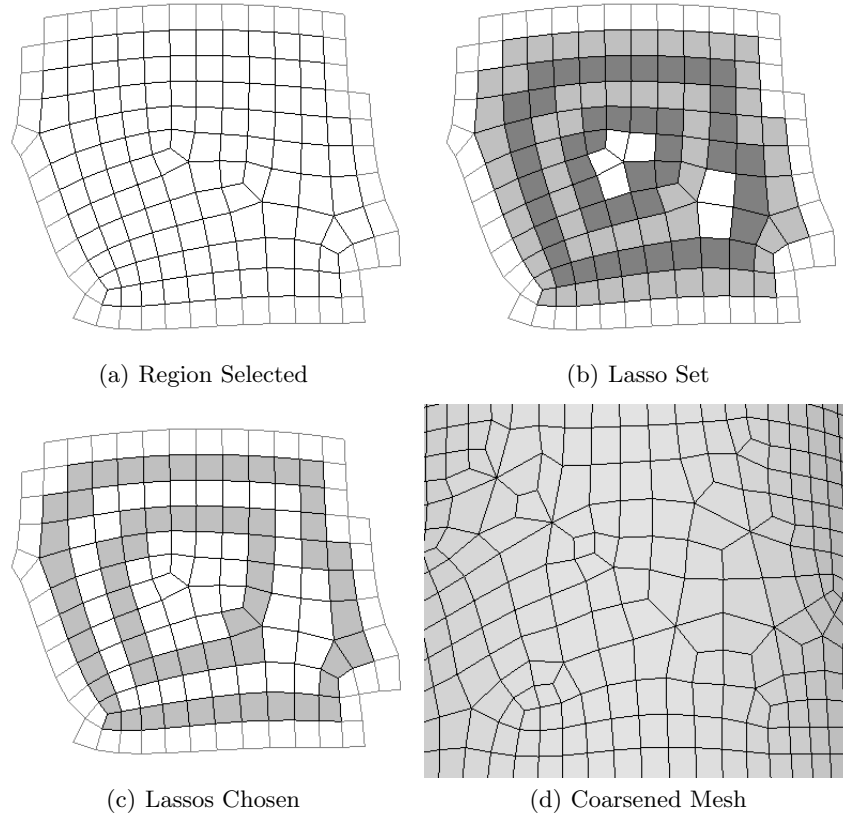 (a) Region Selected
(b) Lasso Set
(c) Lassos Chosen
(d) Coarsened Mesh